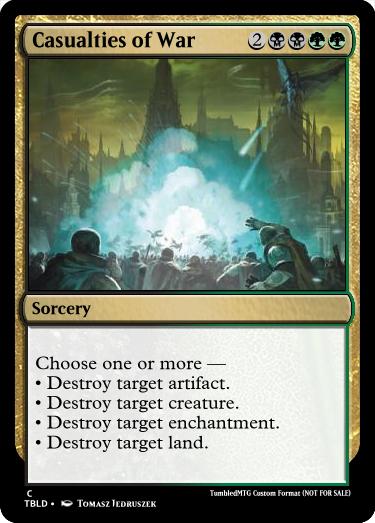 Casualties of War 2
Sorcery
Choose one or more —
• Destroy target artifact.
• Destroy target creature.
• Destroy target enchantment.
• Destroy target land.
C
TBLD • Tomasz Jedruszek
TumbledMTG Custom Format (NOT FOR SALE)